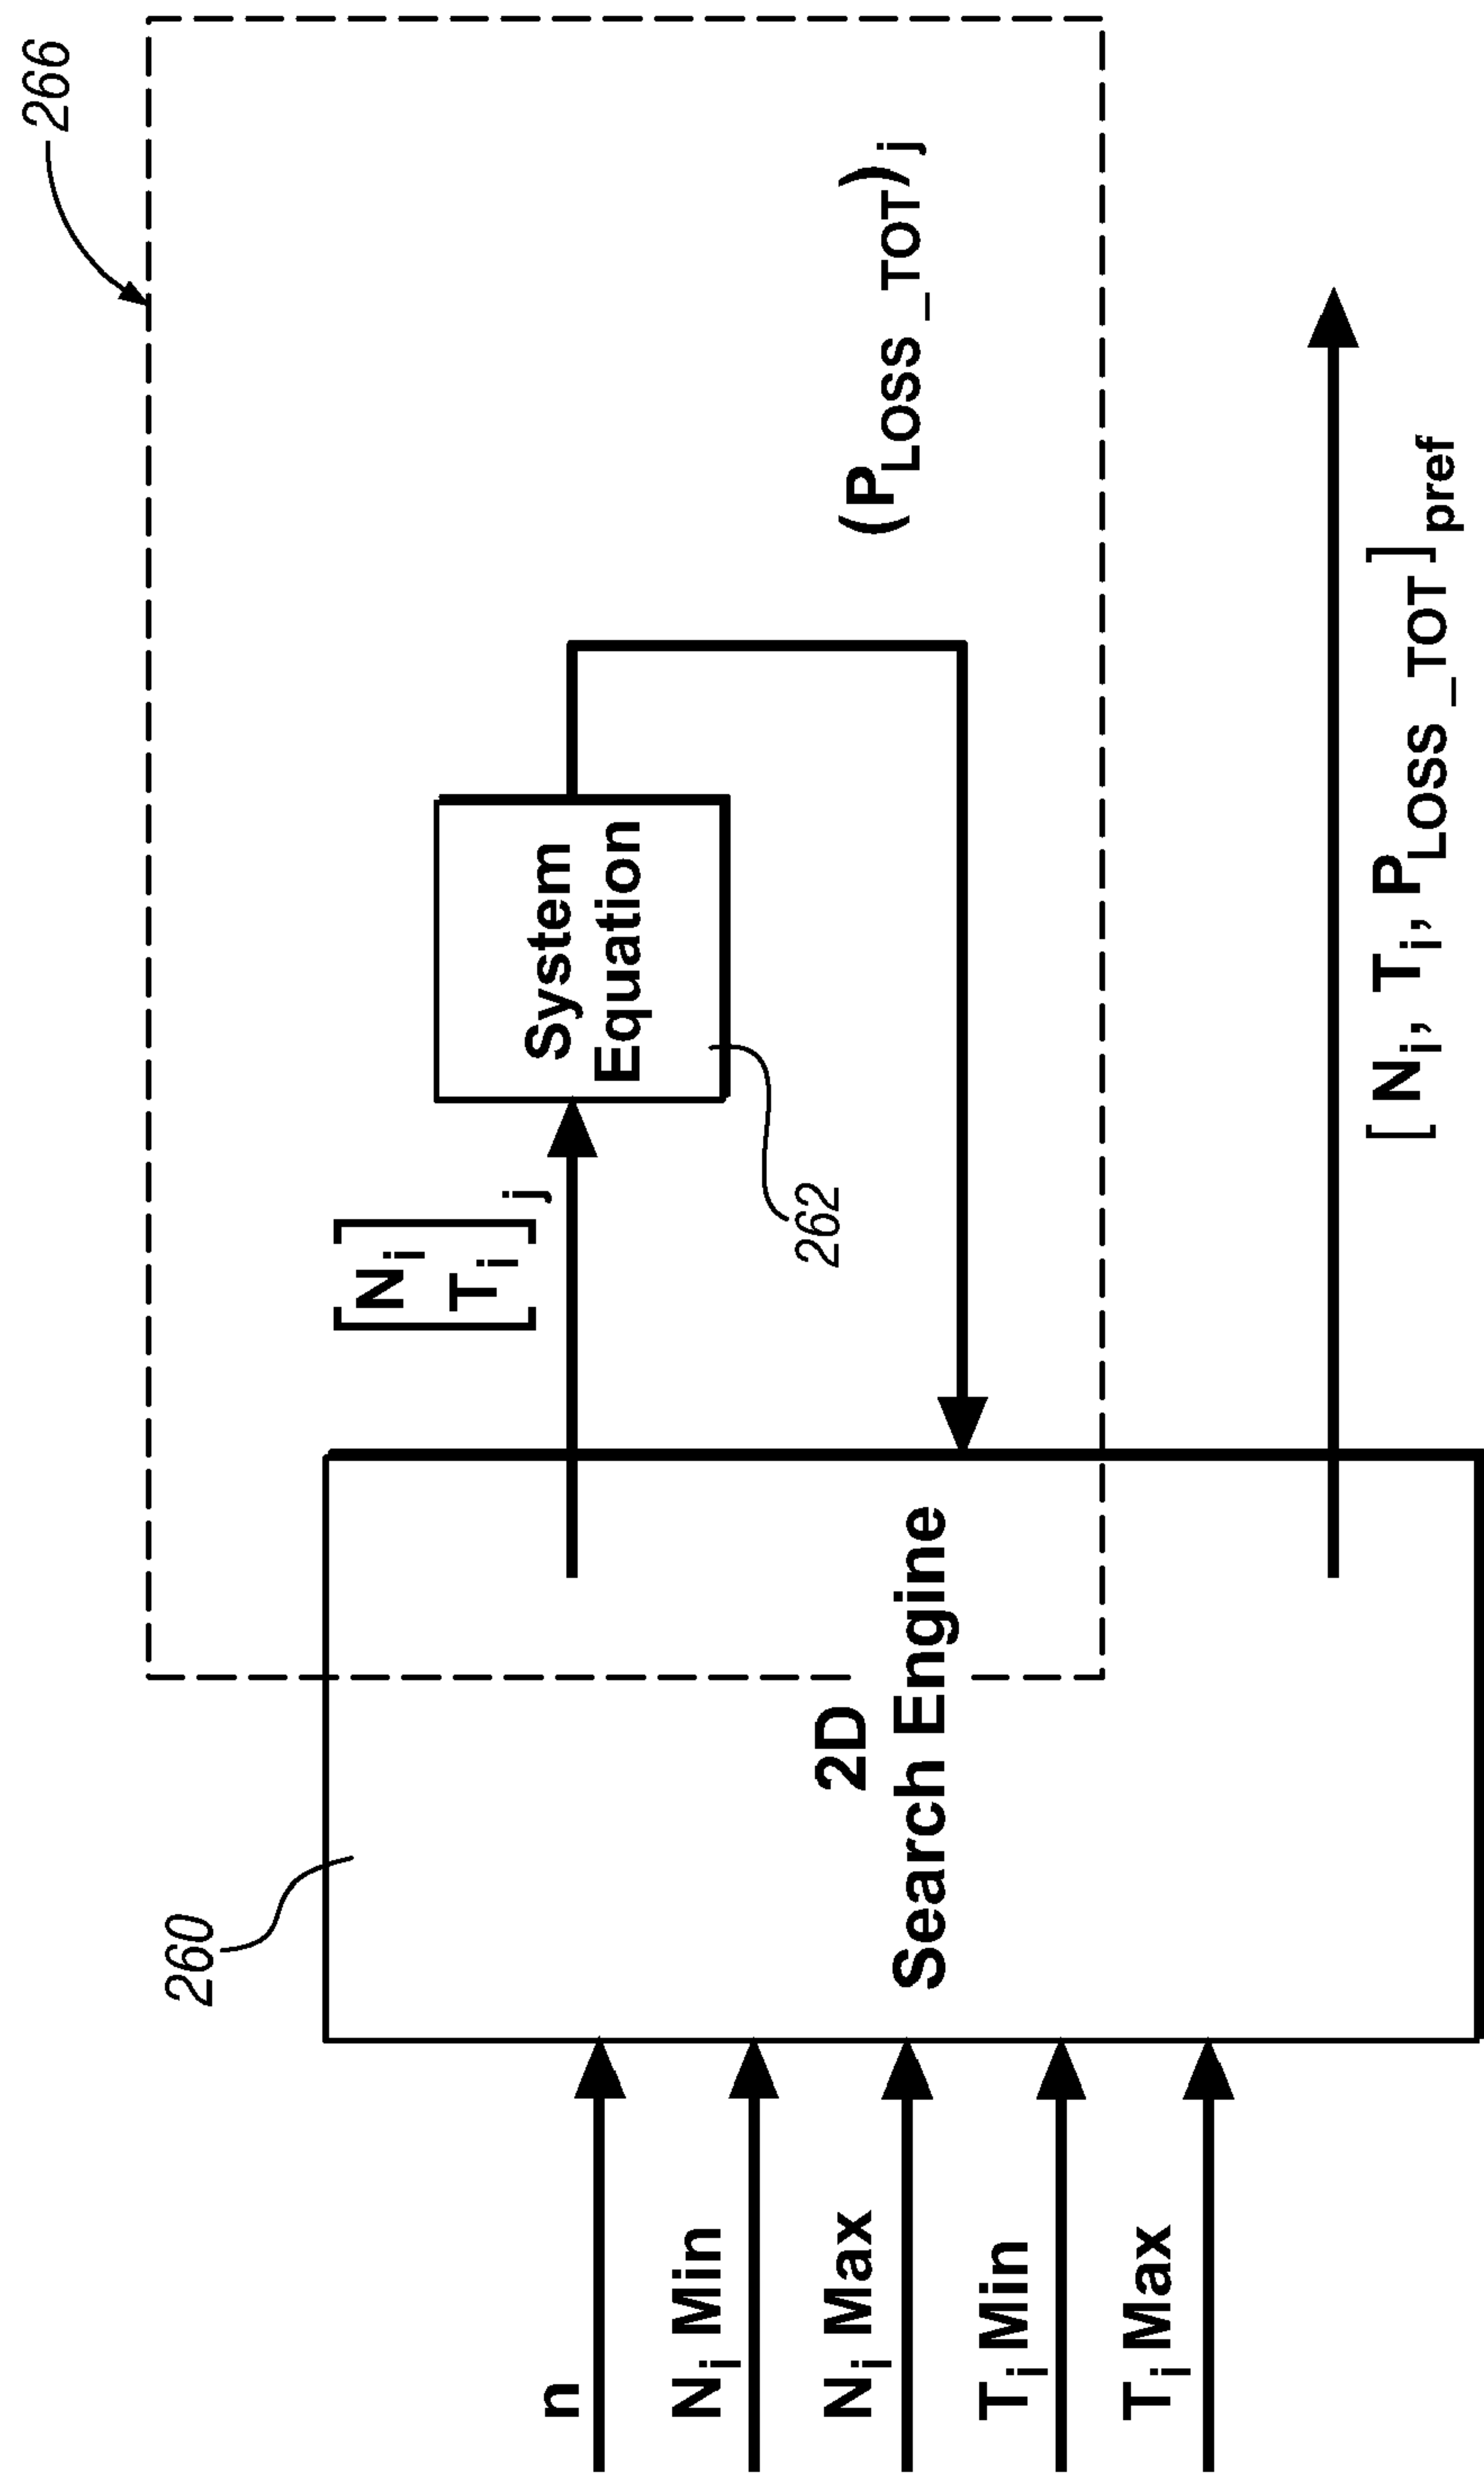 266
[N_i
T_i]_j
System
Equation
262
(P_LOSS_TOT)_j
260
2D
Search Engine
n
N_i Min
N_i Max
T_i Min
T_i Max
[N_i, T_i, P_LOSS_TOT]_pref